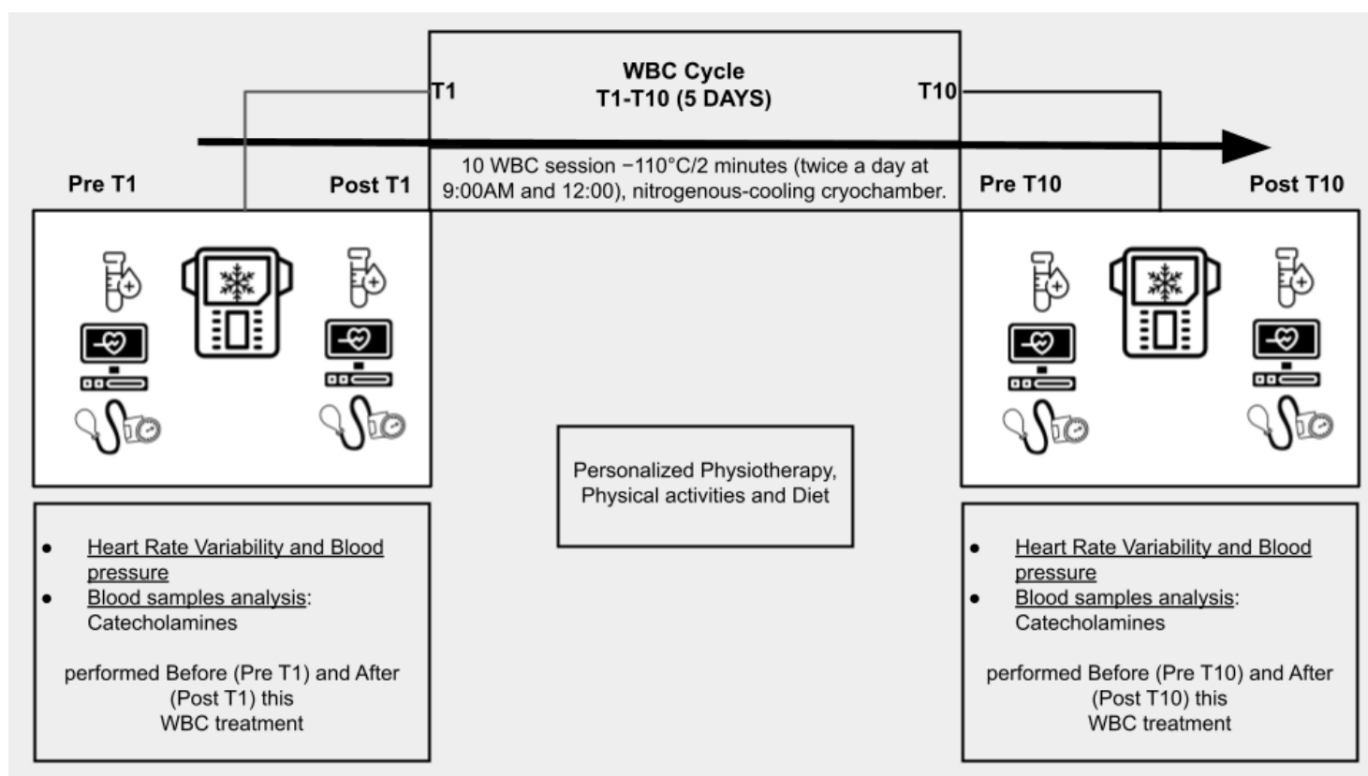 WBC Cycle
T1-T10 (5 DAYS)
T1
T10
10 WBC session −110°C/2 minutes (twice a day at
9:00AM and 12:00), nitrogenous-cooling cryochamber.
Pre T1
Post T1
Pre T10
Post T10
Personalized Physiotherapy,
Physical activities and Diet
● Heart Rate Variability and Blood
pressure
● Blood samples analysis:
Catecholamines
performed Before (Pre T1) and After
(Post T1) this
WBC treatment
● Heart Rate Variability and Blood
pressure
● Blood samples analysis:
Catecholamines
performed Before (Pre T10) and After
(Post T10) this
WBC treatment